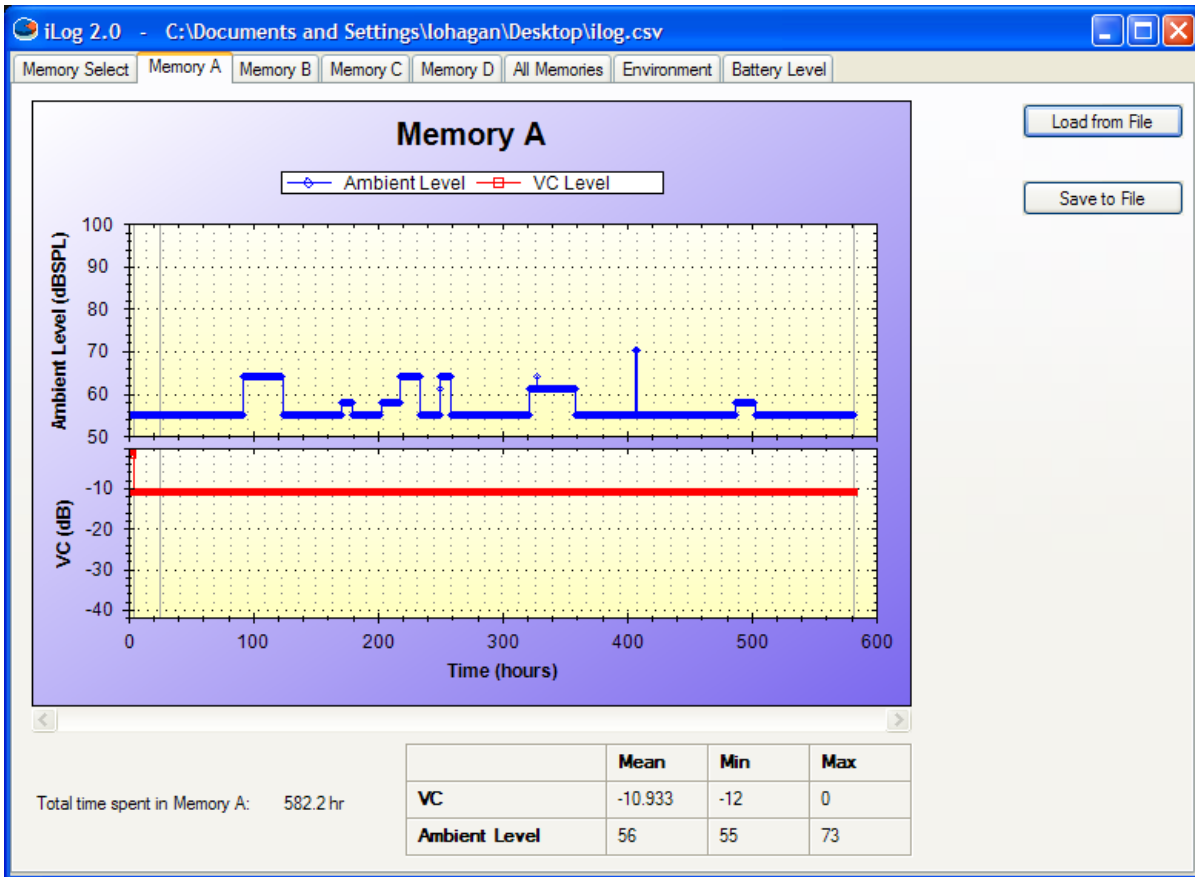 iLog 2.0 - C:\Documents and Settings\lohagan\Desktop\ilog.csv
Memory Select Memory A Memory B Memory C Memory D All Memories Environment Battery Level
Load from File
Save to File
Memory A
Ambient Level VC Level
Ambient Level (dBSPL)
100
90
80
70
60
50
VC (dB)
-10
-20
-30
-40
0 100 200 300 400 500 600
Time (hours)
Mean Min Max
Total time spent in Memory A: 582.2 hr
VC -10.933 -12 0
Ambient Level 56 55 73